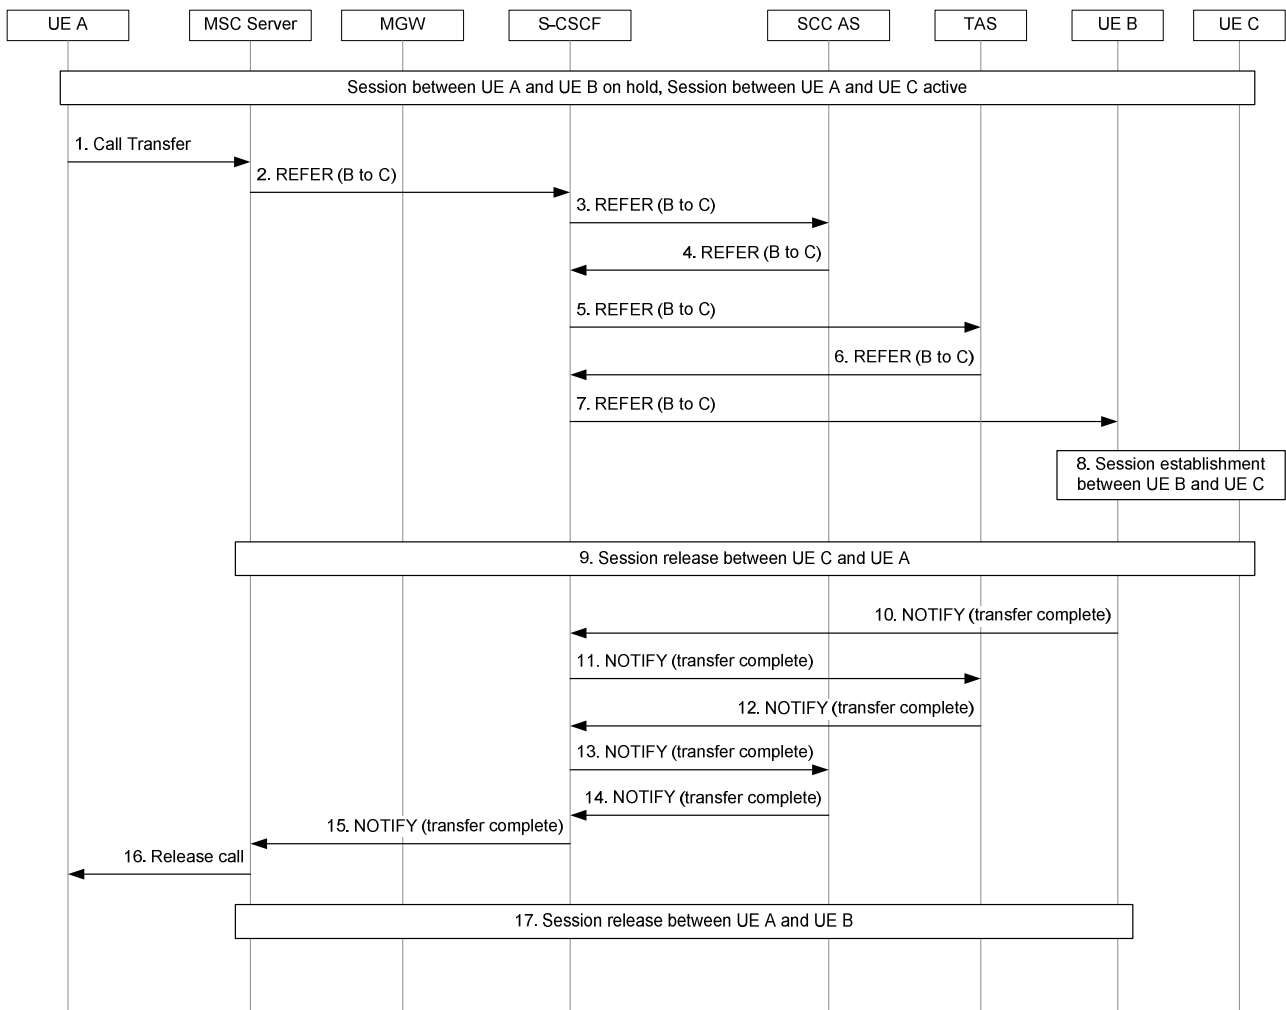 UE A
MSC Server
MGW
S-CSCF
SCC AS
TAS
UE B
UE C
Session between UE A and UE B on hold, Session between UE A and UE C active
1. Call Transfer
2. REFER (B to C)
3. REFER (B to C)
4. REFER (B to C)
5. REFER (B to C)
6. REFER (B to C)
7. REFER (B to C)
8. Session establishment
between UE B and UE C
9. Session release between UE C and UE A
10. NOTIFY (transfer complete)
11. NOTIFY (transfer complete)
12. NOTIFY (transfer complete)
13. NOTIFY (transfer complete)
14. NOTIFY (transfer complete)
15. NOTIFY (transfer complete)
16. Release call
17. Session release between UE A and UE B